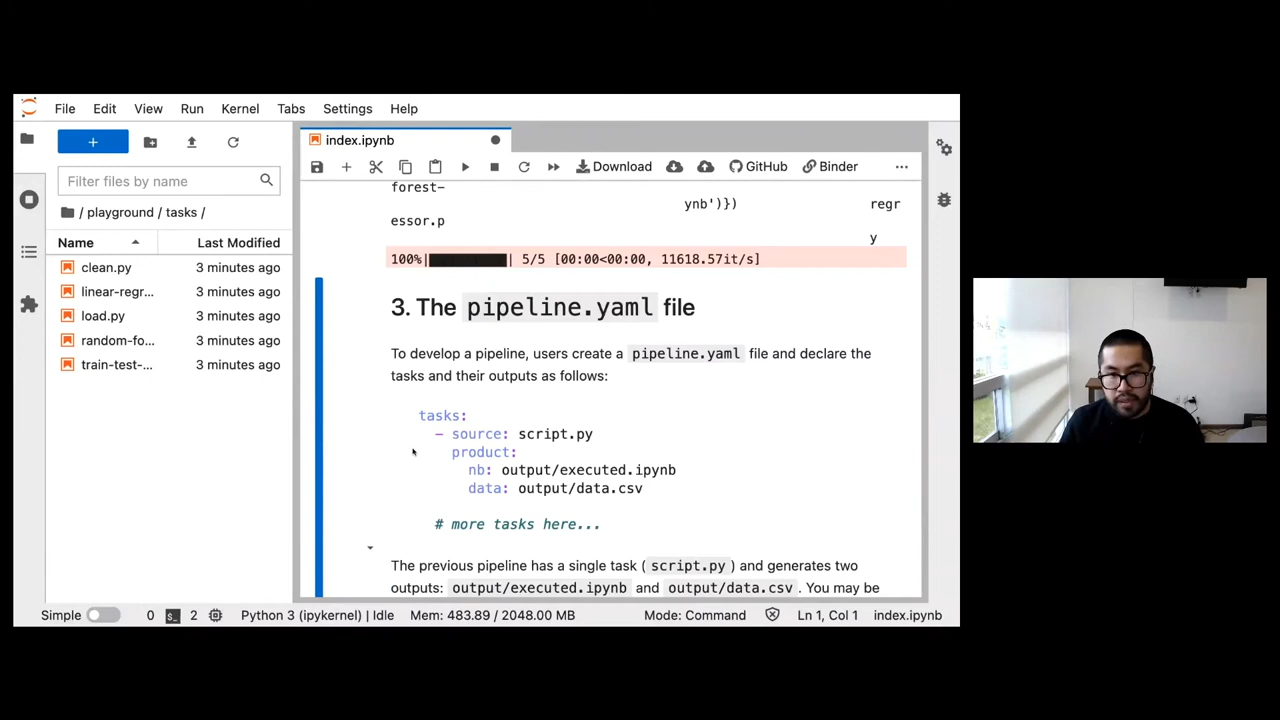 File Edit View Run Kernel Tabs Settings Help
+
Filter files by name
/ playground / tasks /
Name Last Modified
clean.py 3 minutes ago
linear-regr... 3 minutes ago
load.py 3 minutes ago
random-fo... 3 minutes ago
train-test-... 3 minutes ago
index.ipynb
Download GitHub Binder ...
forest-
ynb')}) regr
essor.p
y
100%|██████████| 5/5 [00:00<00:00, 11618.57it/s]
3. The pipeline.yaml file
To develop a pipeline, users create a pipeline.yaml file and declare the
tasks and their outputs as follows:
tasks:
- source: script.py
product:
nb: output/executed.ipynb
data: output/data.csv
# more tasks here...
The previous pipeline has a single task ( script.py ) and generates two
outputs: output/executed.ipynb and output/data.csv . You may be
Simple 0 $_ 2 Python 3 (ipykernel) | Idle Mem: 483.89 / 2048.00 MB Mode: Command Ln 1, Col 1 index.ipynb